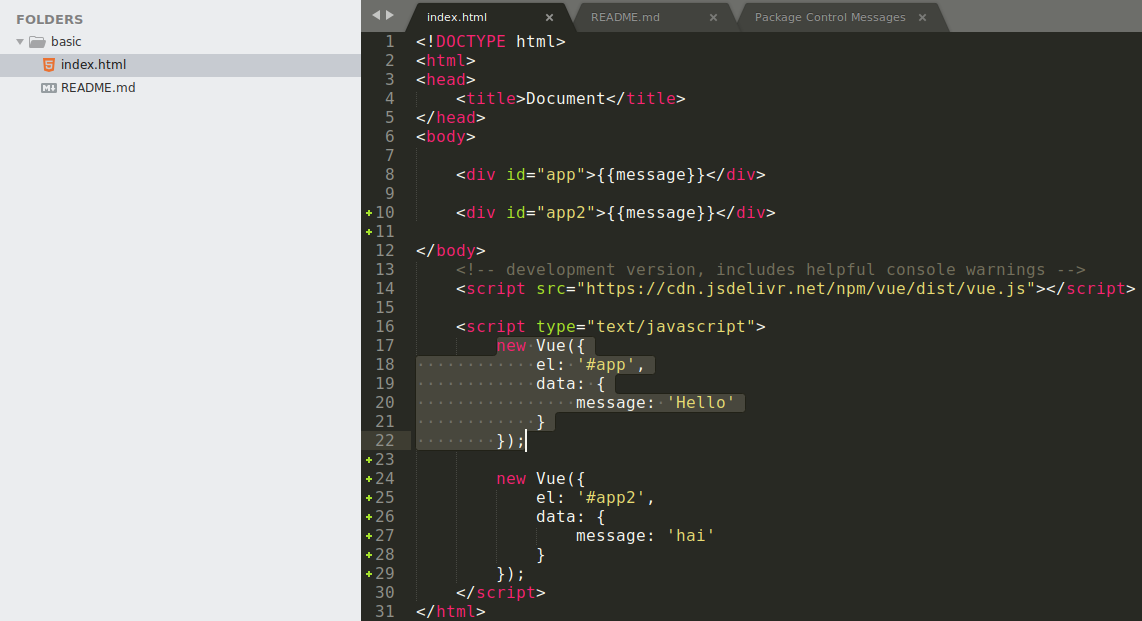 FOLDERS
basic
index.html
README.md
index.html × README.md × Package Control Messages ×
1 <!DOCTYPE html>
2 <html>
3 <head>
4 <title>Document</title>
5 </head>
6 <body>
7
8 <div id="app">{{message}}</div>
9
10 <div id="app2">{{message}}</div>
11
12 </body>
13 <!-- development version, includes helpful console warnings -->
14 <script src="https://cdn.jsdelivr.net/npm/vue/dist/vue.js"></script>
15
16 <script type="text/javascript">
17 new Vue({
18 el: '#app',
19 data: {
20 message: 'Hello'
21 }
22 });
23
24 new Vue({
25 el: '#app2',
26 data: {
27 message: 'hai'
28 }
29 });
30 </script>
31 </html>